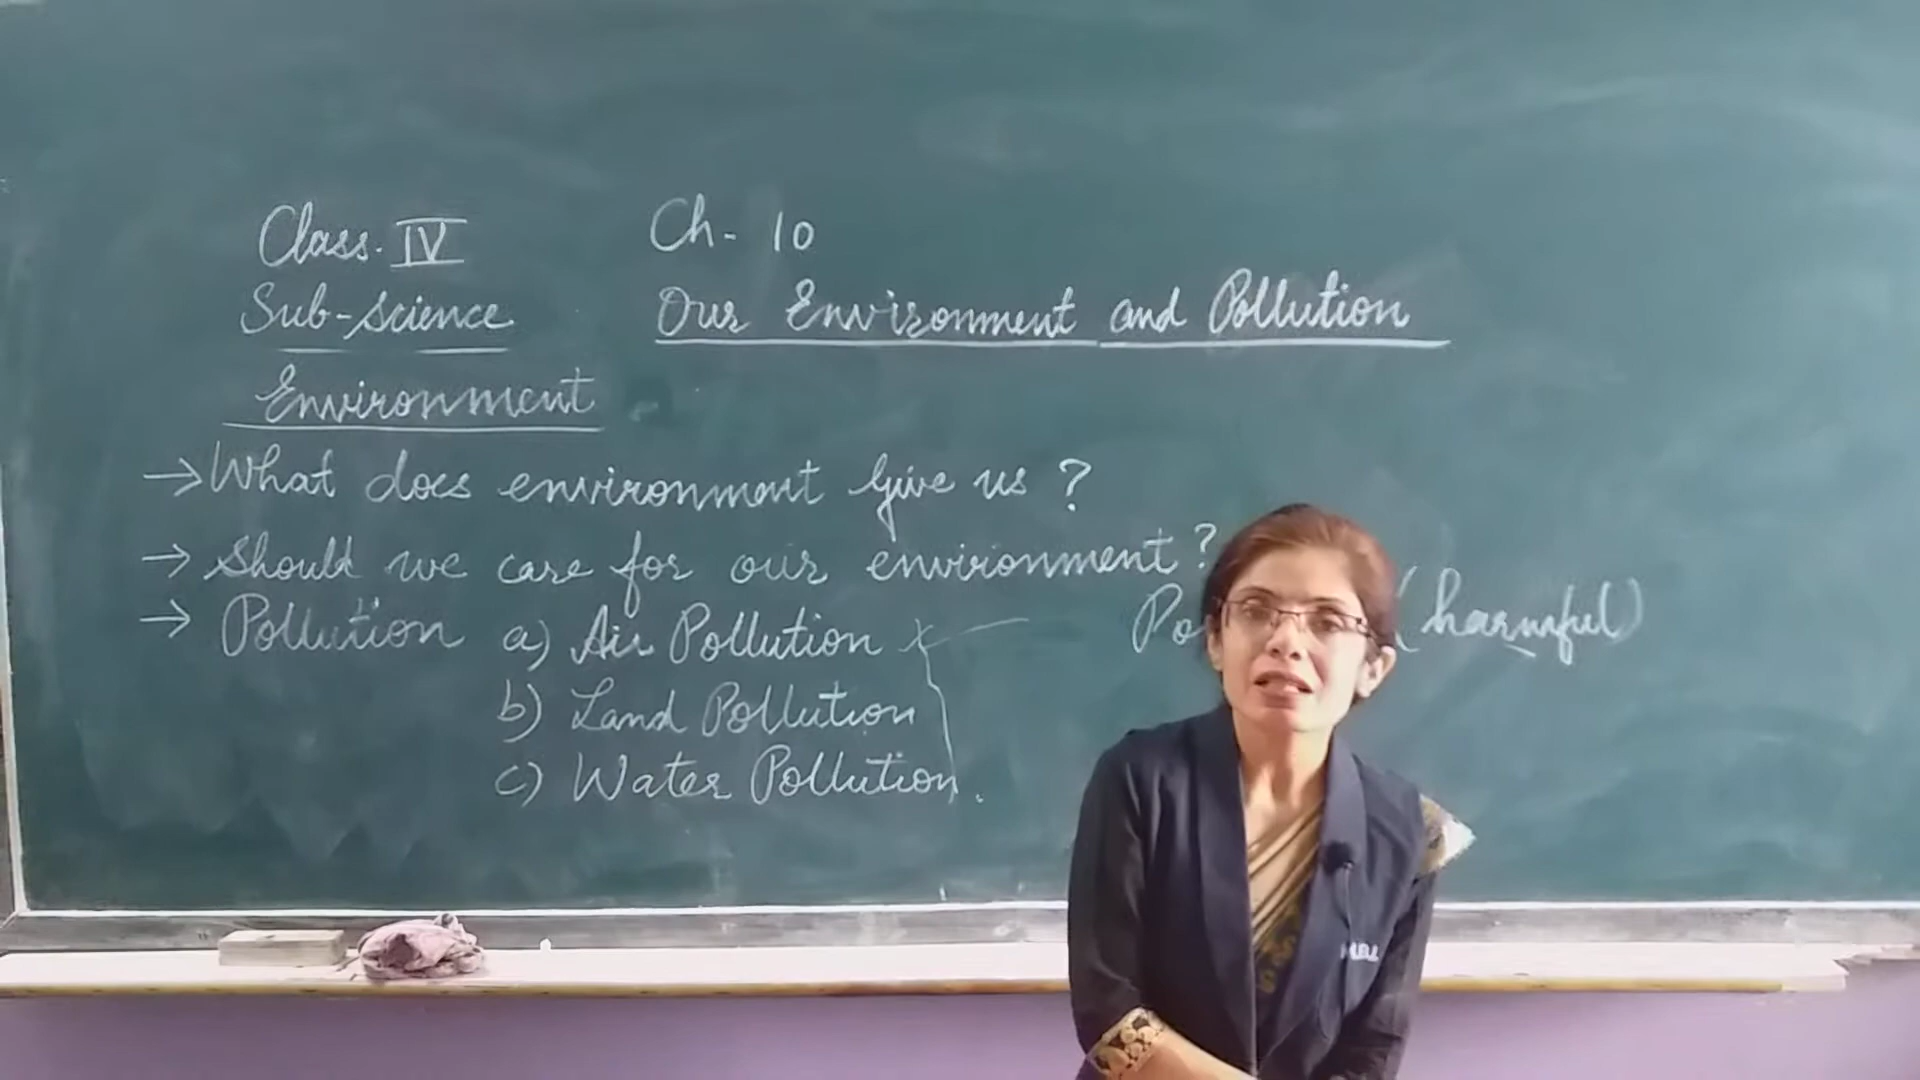 Class. IV
Ch- 10
Sub-science
Our Environment and Pollution
Environment
→ What does environment give us ?
→ Should we care for our environment ?
→ Pollution a) Air Pollution
Po (harmful)
b) Land Pollution
c) Water Pollution.